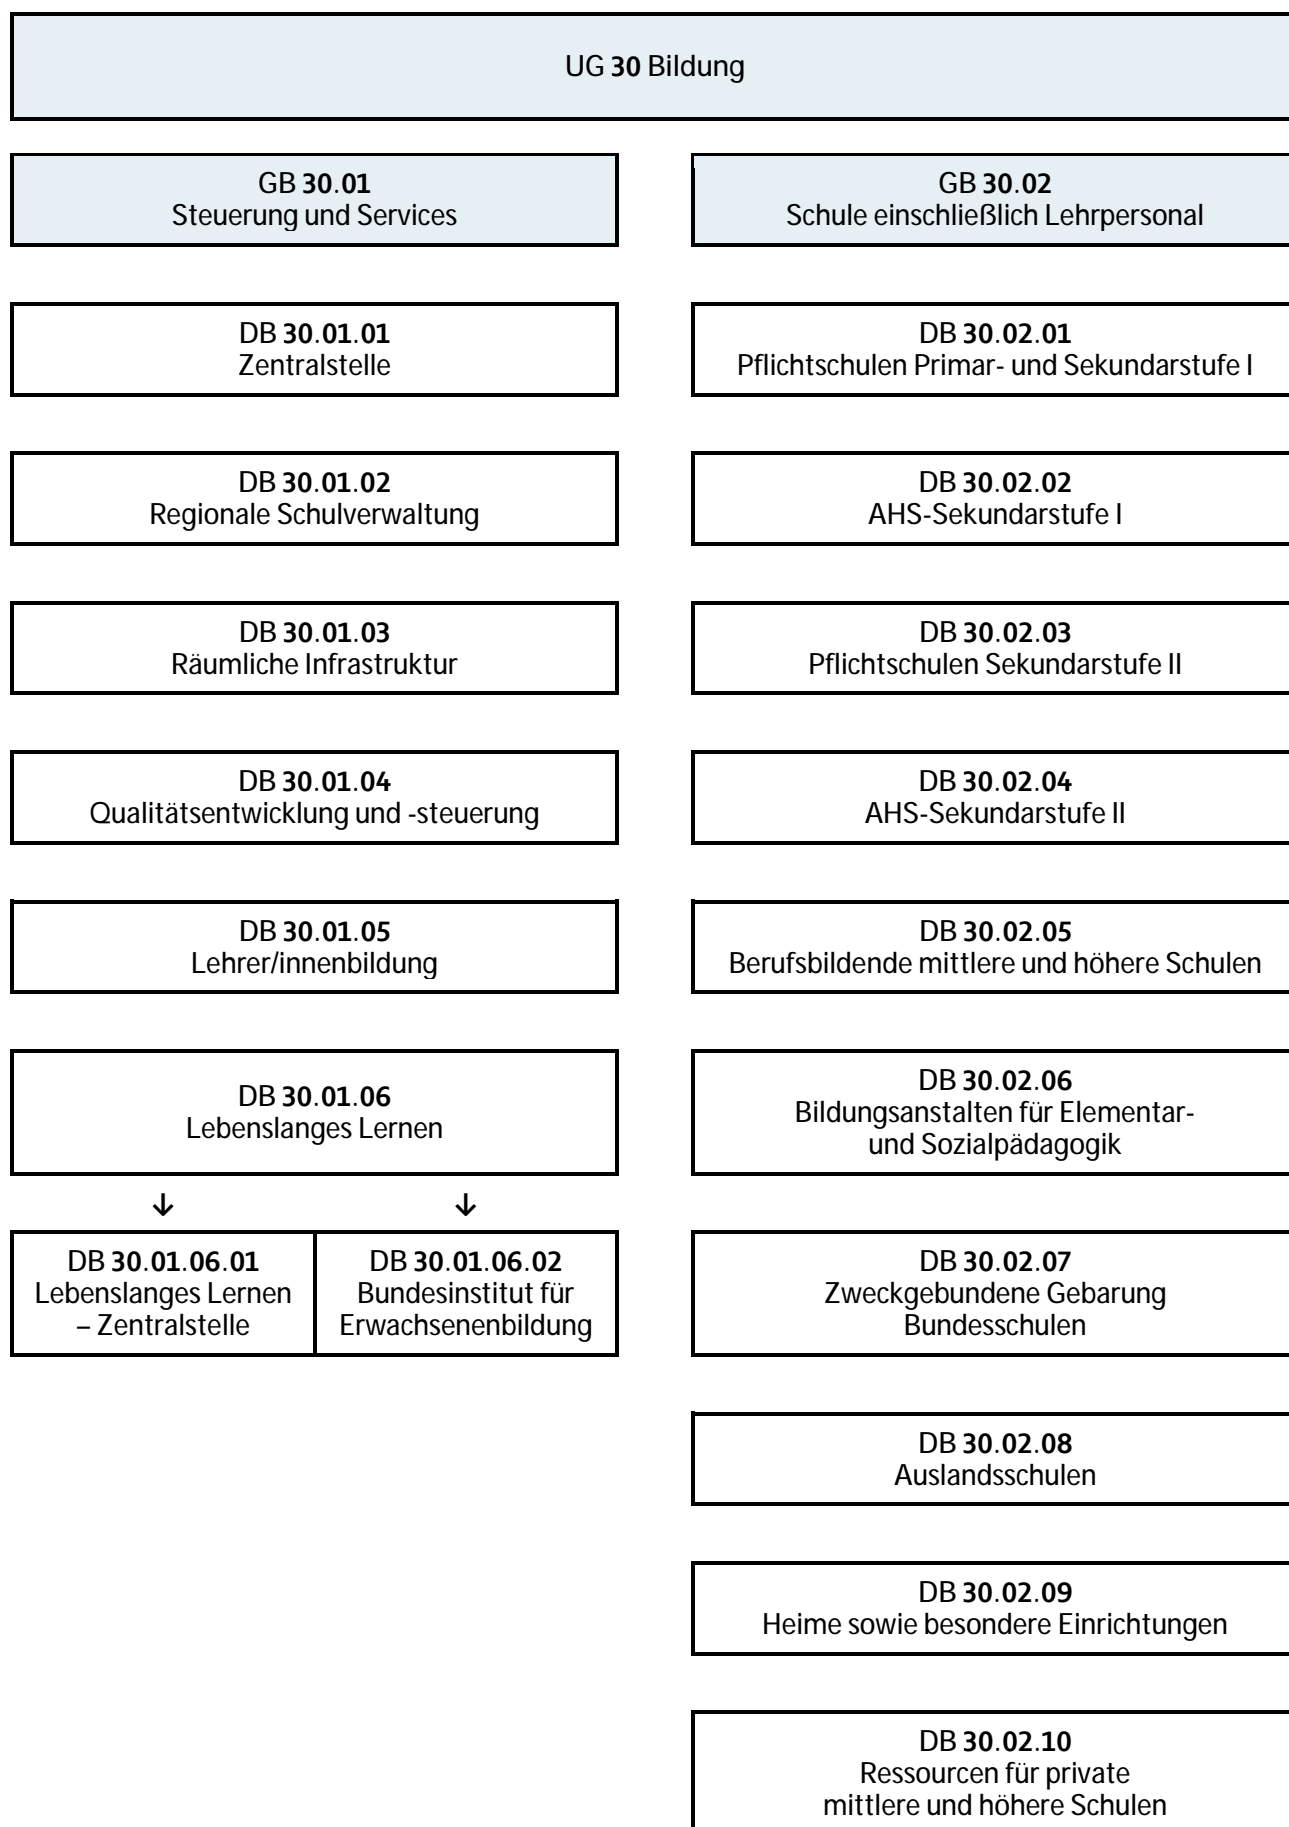 UG 30 Bildung
GB 30.01
Steuerung und Services
GB 30.02
Schule einschließlich Lehrpersonal
DB 30.01.01
Zentralstelle
DB 30.02.01
Pflichtschulen Primar- und Sekundarstufe I
DB 30.01.02
Regionale Schulverwaltung
DB 30.02.02
AHS-Sekundarstufe I
DB 30.01.03
Räumliche Infrastruktur
DB 30.02.03
Pflichtschulen Sekundarstufe II
DB 30.01.04
Qualitätsentwicklung und -steuerung
DB 30.02.04
AHS-Sekundarstufe II
DB 30.01.05
Lehrer/innenbildung
DB 30.02.05
Berufsbildende mittlere und höhere Schulen
DB 30.01.06
Lebenslanges Lernen
DB 30.02.06
Bildungsanstalten für Elementar-
und Sozialpädagogik
DB 30.01.06.01
Lebenslanges Lernen
– Zentralstelle
DB 30.01.06.02
Bundesinstitut für
Erwachsenenbildung
DB 30.02.07
Zweckgebundene Gebarung
Bundesschulen
DB 30.02.08
Auslandsschulen
DB 30.02.09
Heime sowie besondere Einrichtungen
DB 30.02.10
Ressourcen für private
mittlere und höhere Schulen